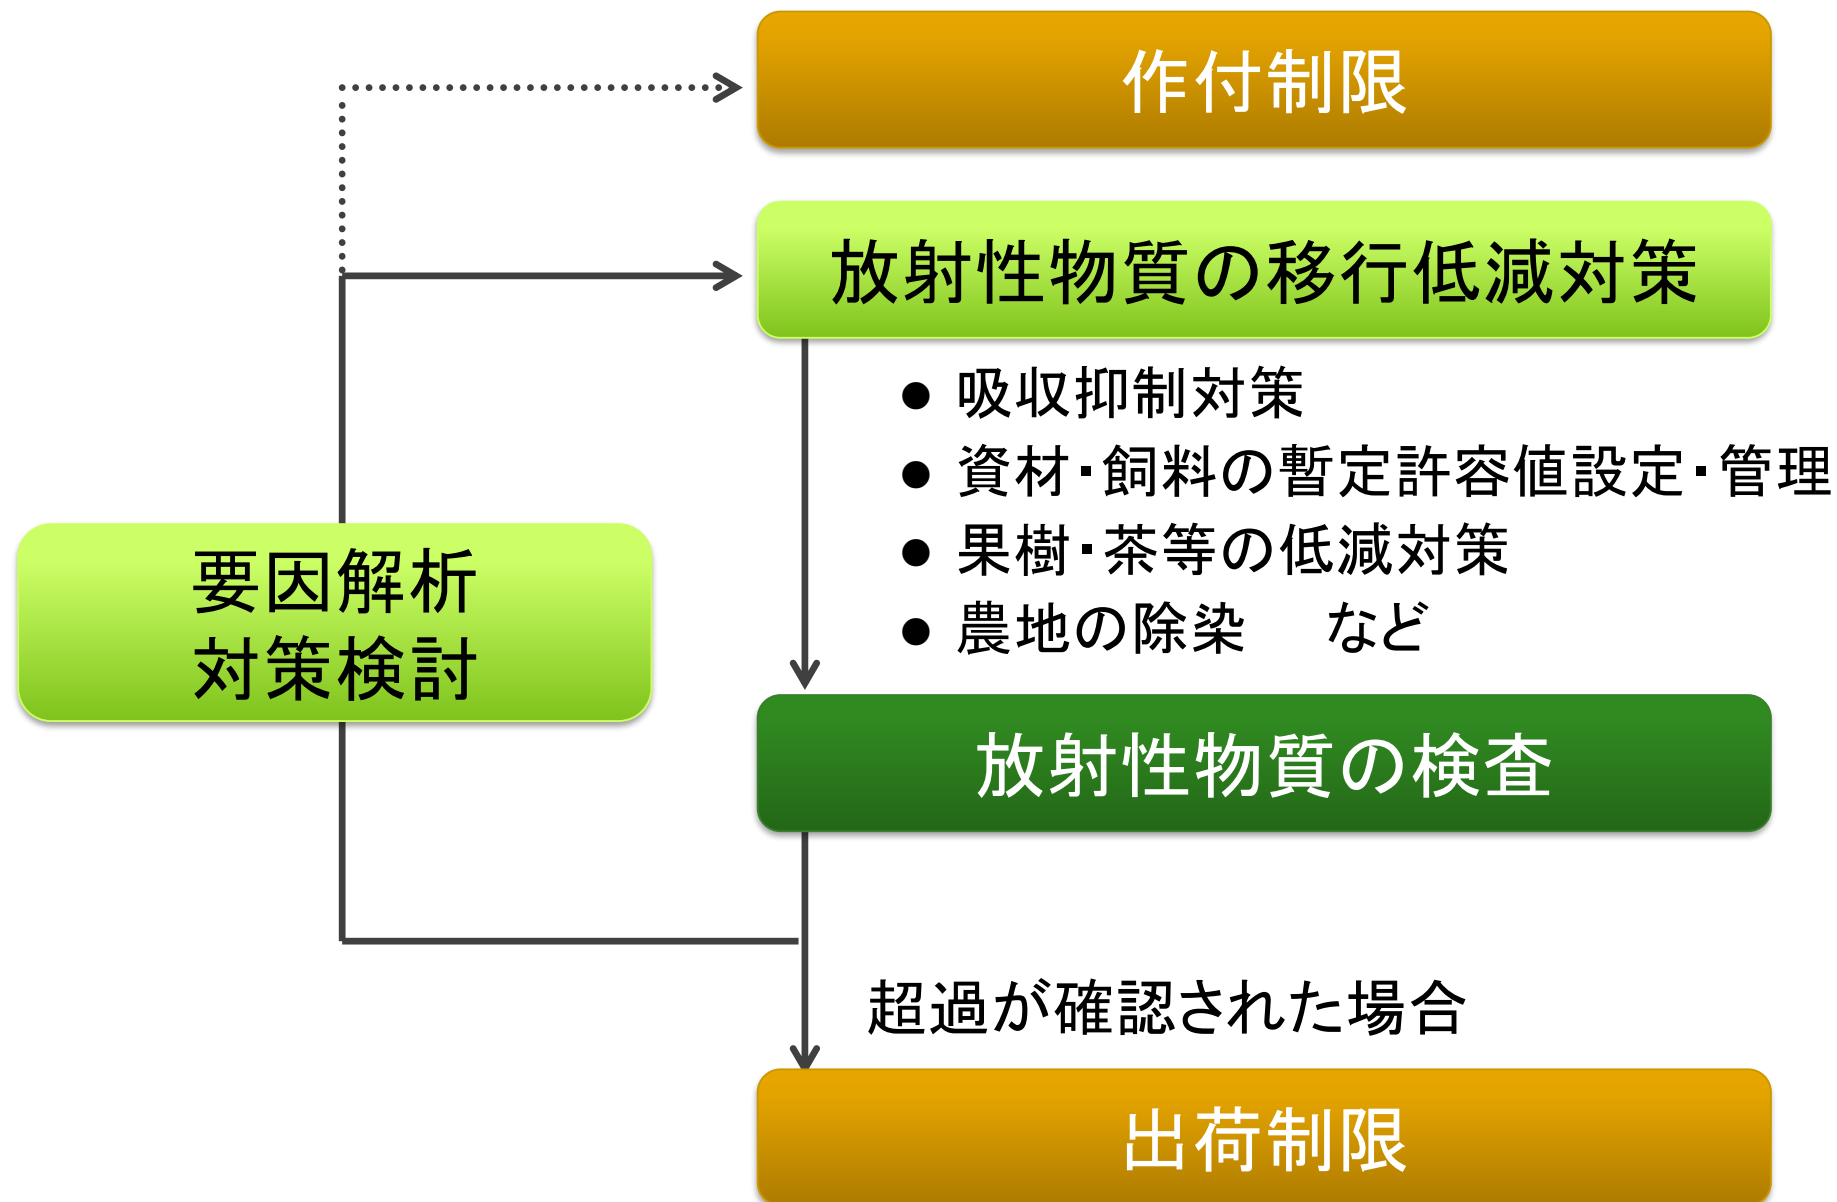 作付制限
放射性物質の移行低減対策
● 吸収抑制対策
● 資材・飼料の暫定許容値設定・管理
● 果樹・茶等の低減対策
● 農地の除染　など
要因解析
対策検討
放射性物質の検査
超過が確認された場合
出荷制限